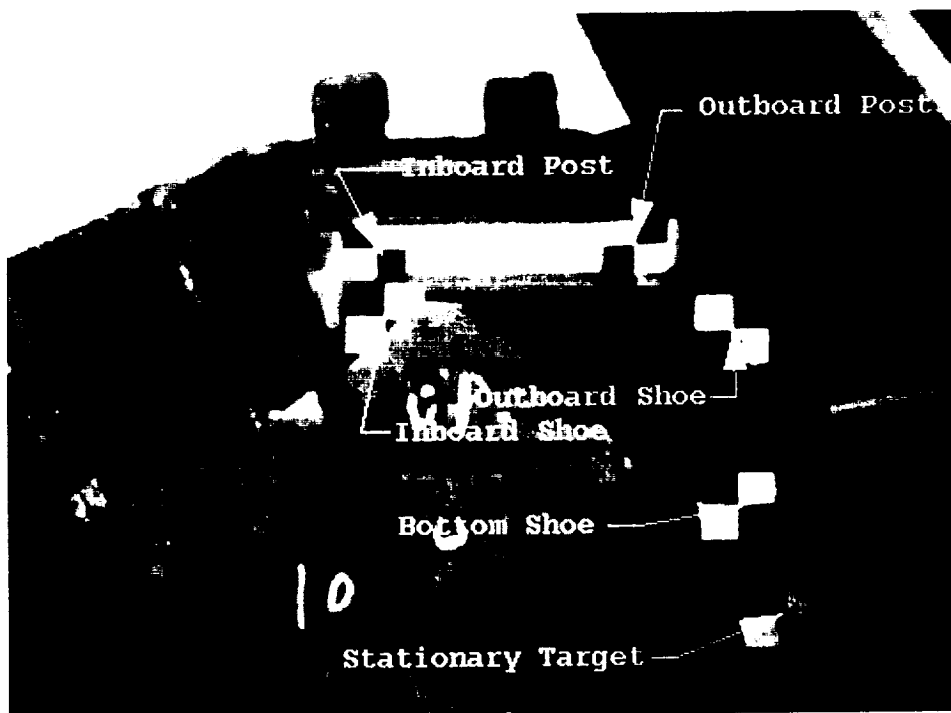 Outboard Post
Inboard Post
Outboard Shoe
Inboard Shoe
Bottom Shoe
10
Stationary Target